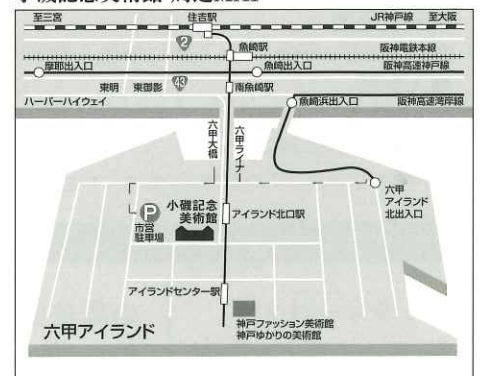 至三宮
住吉駅
JR神戸線
至大阪
2
魚崎駅
阪神電鉄本線
摩耶出入口
魚崎出入口
阪神高速神戸線
43
東明
東御影
南魚崎駅
ハーバーハイウェイ
魚崎浜出入口
阪神高速湾岸線
六甲大橋
六甲ライナー
六甲
アイランド
北出入口
P
市営
駐車場
小磯記念
美術館
アイランド北口駅
アイランドセンター駅
六甲アイランド
神戸ファッション美術館
神戸ゆかりの美術館